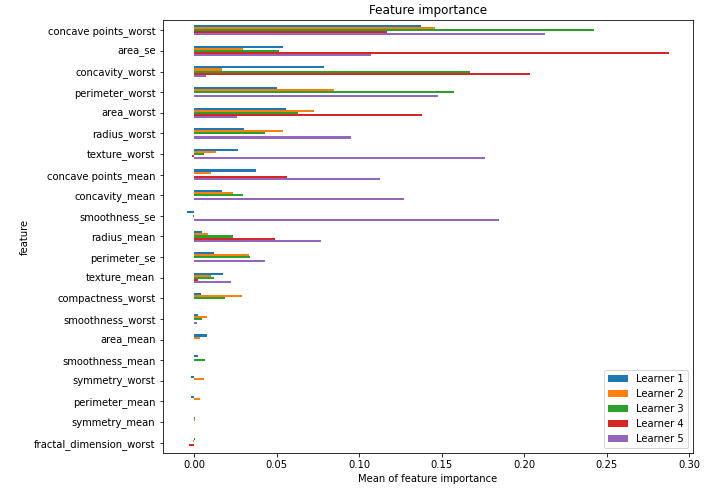 Feature importance
concave points_worst
area_se
concavity_worst
perimeter_worst
area_worst
radius_worst
texture_worst
concave points_mean
concavity_mean
smoothness_se
radius_mean
perimeter_se
texture_mean
compactness_worst
smoothness_worst
area_mean
smoothness_mean
symmetry_worst
perimeter_mean
symmetry_mean
fractal_dimension_worst
feature
Learner 1
Learner 2
Learner 3
Learner 4
Learner 5
0.00 0.05 0.10 0.15 0.20 0.25 0.30
Mean of feature importance